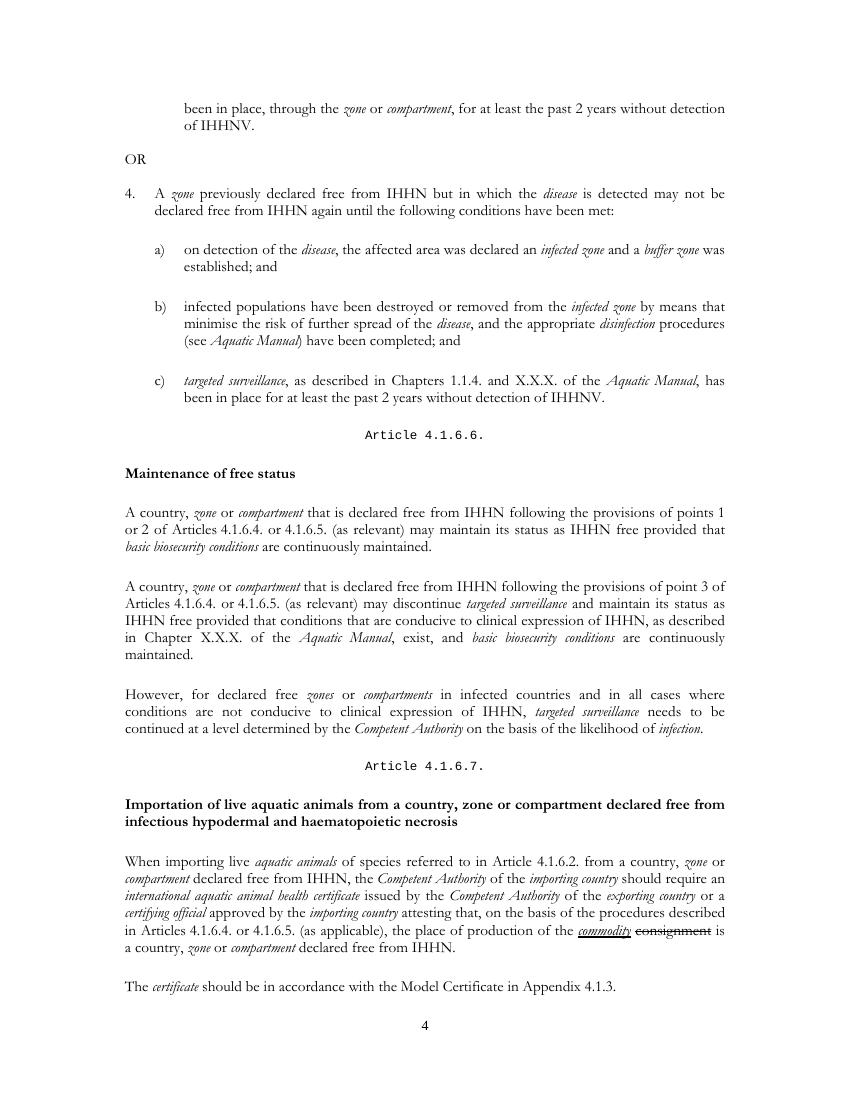 been in place, through the zone or compartment, for at least the past 2 years without detection
of IHHNV.
OR
4. A zone previously declared free from IHHN but in which the disease is detected may not be
declared free from IHHN again until the following conditions have been met:
a) on detection of the disease, the affected area was declared an infected zone and a buffer zone was
established; and
b) infected populations have been destroyed or removed from the infected zone by means that
minimise the risk of further spread of the disease, and the appropriate disinfection procedures
(see Aquatic Manual) have been completed; and
c) targeted surveillance, as described in Chapters 1.1.4. and X.X.X. of the Aquatic Manual, has
been in place for at least the past 2 years without detection of IHHNV.
Article 4.1.6.6.
Maintenance of free status
A country, zone or compartment that is declared free from IHHN following the provisions of points 1
or 2 of Articles 4.1.6.4. or 4.1.6.5. (as relevant) may maintain its status as IHHN free provided that
basic biosecurity conditions are continuously maintained.
A country, zone or compartment that is declared free from IHHN following the provisions of point 3 of
Articles 4.1.6.4. or 4.1.6.5. (as relevant) may discontinue targeted surveillance and maintain its status as
IHHN free provided that conditions that are conducive to clinical expression of IHHN, as described
in Chapter X.X.X. of the Aquatic Manual, exist, and basic biosecurity conditions are continuously
maintained.
However, for declared free zones or compartments in infected countries and in all cases where
conditions are not conducive to clinical expression of IHHN, targeted surveillance needs to be
continued at a level determined by the Competent Authority on the basis of the likelihood of infection.
Article 4.1.6.7.
Importation of live aquatic animals from a country, zone or compartment declared free from
infectious hypodermal and haematopoietic necrosis
When importing live aquatic animals of species referred to in Article 4.1.6.2. from a country, zone or
compartment declared free from IHHN, the Competent Authority of the importing country should require an
international aquatic animal health certificate issued by the Competent Authority of the exporting country or a
certifying official approved by the importing country attesting that, on the basis of the procedures described
in Articles 4.1.6.4. or 4.1.6.5. (as applicable), the place of production of the commodity consignment is
a country, zone or compartment declared free from IHHN.
The certificate should be in accordance with the Model Certificate in Appendix 4.1.3.
4